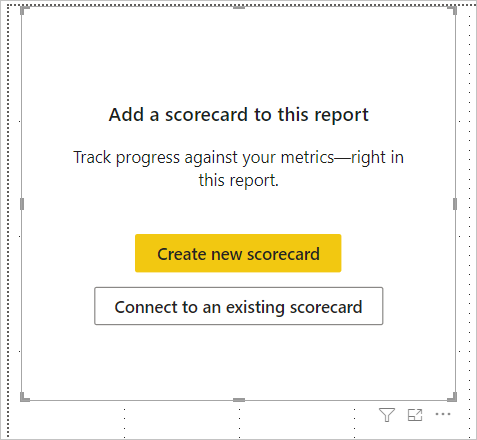 Add a scorecard to this report
Track progress against your metrics—right in
this report.
Create new scorecard
Connect to an existing scorecard